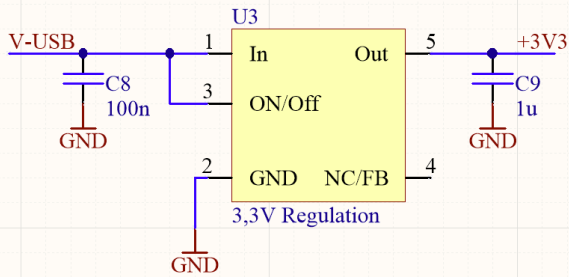 U3
V-USB
1
In
Out
5
+3V3
C8
100n
3
ON/Off
C9
1u
GND
GND
2
GND
NC/FB
4
3,3V Regulation
GND